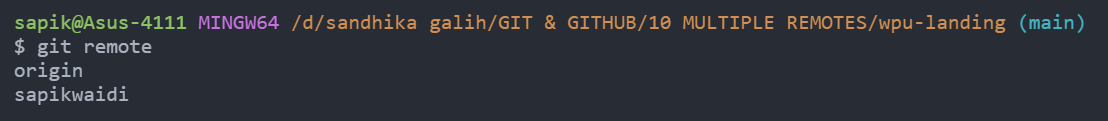 sapik@Asus-4111 MINGW64 /d/sandhika galih/GIT & GITHUB/10 MULTIPLE REMOTES/wpu-landing (main)
$ git remote
origin
sapikwaidi